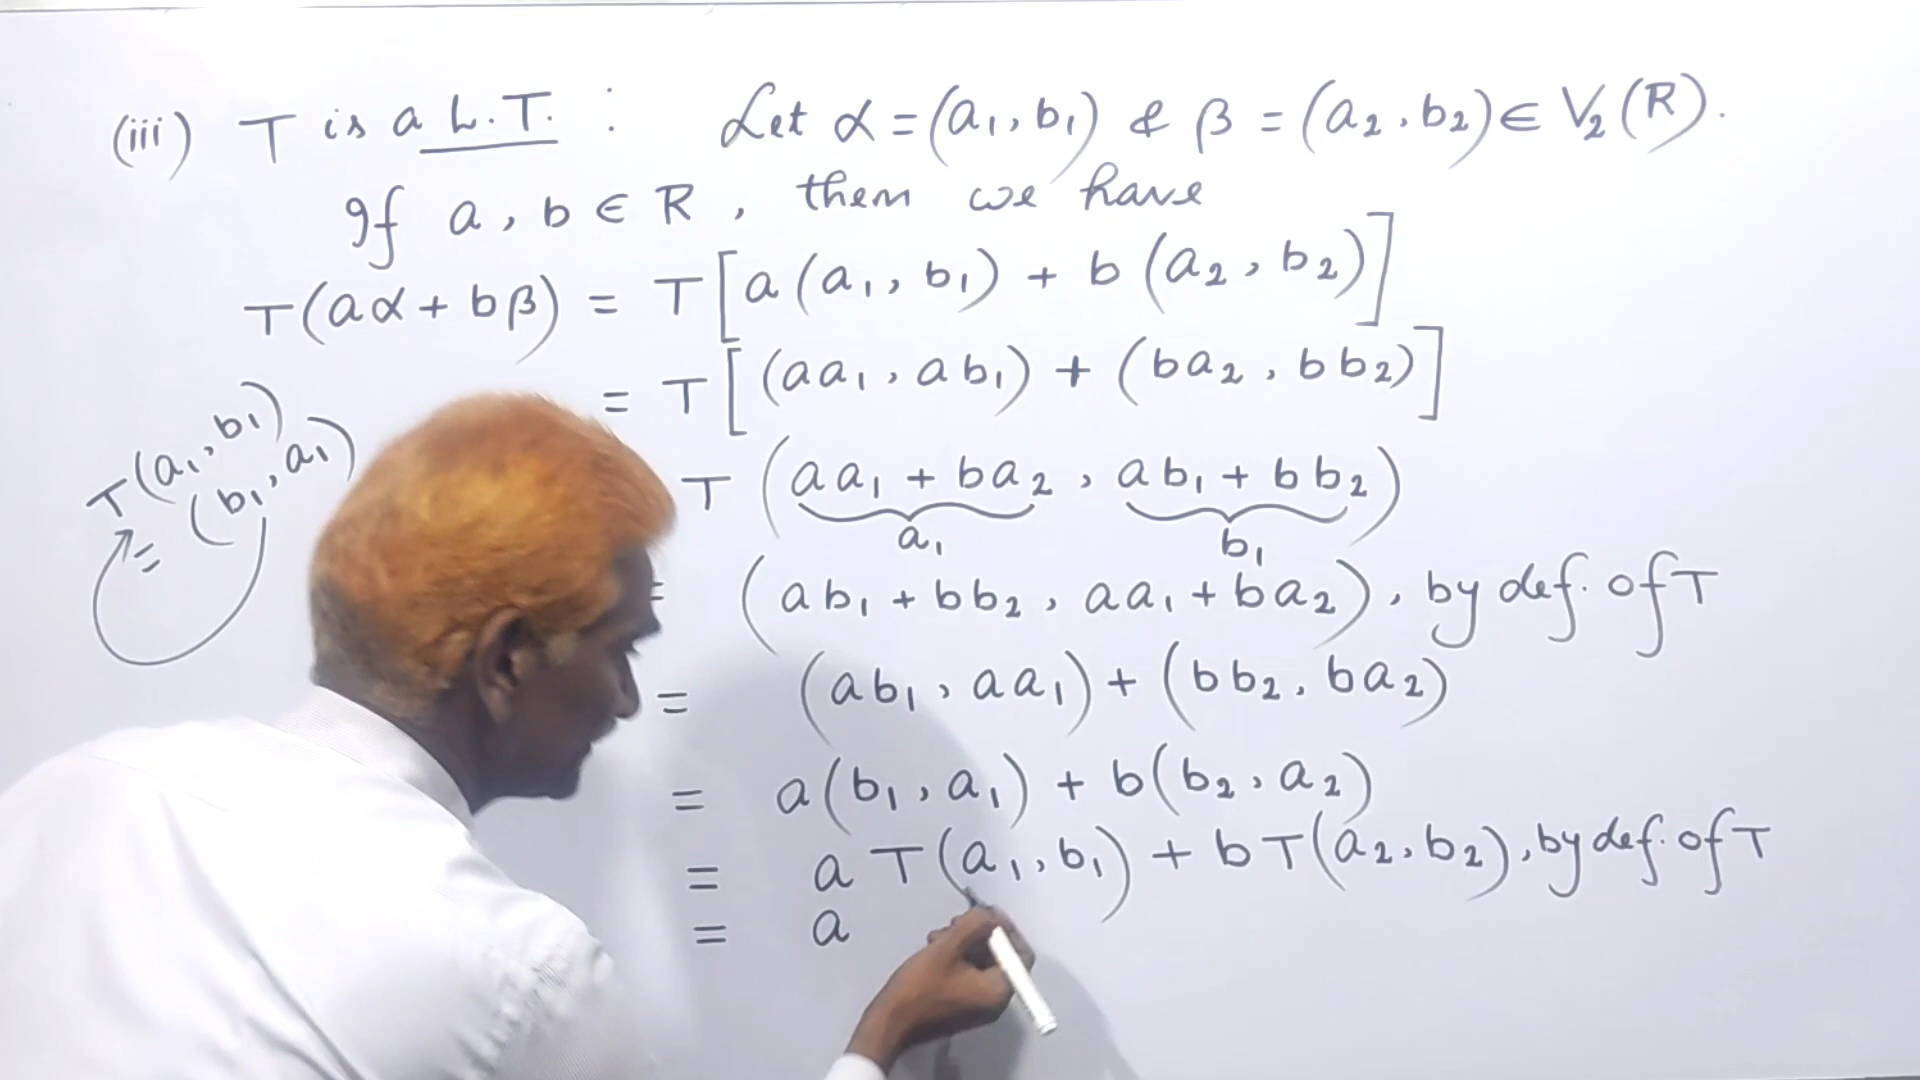 (iii) T is a L.T. : Let α = (a₁, b₁) & β = (a₂, b₂) ∈ V₂(R).
If a, b ∈ R, then we have
T(aα + bβ) = T[a(a₁, b₁) + b(a₂, b₂)]
= T[(aa₁, ab₁) + (ba₂, bb₂)]
T(a₁, b₁)
= (b₁, a₁)
T(aa₁ + ba₂, ab₁ + bb₂)
a₁ b₁
= (ab₁ + bb₂, aa₁ + ba₂), by def. of T
= (ab₁, aa₁) + (bb₂, ba₂)
= a(b₁, a₁) + b(b₂, a₂)
= a T(a₁, b₁) + b T(a₂, b₂), by def. of T
= a